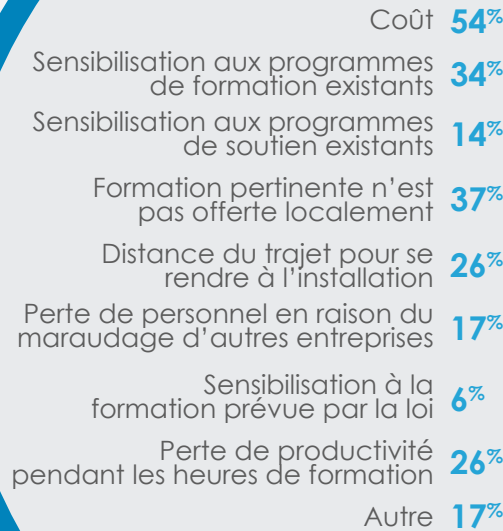 Coût 54%
Sensibilisation aux programmes
de formation existants 34%
Sensibilisation aux programmes
de soutien existants 14%
Formation pertinente n'est
pas offerte localement 37%
Distance du trajet pour se
rendre à l'installation 26%
Perte de personnel en raison du
maraudage d'autres entreprises 17%
Sensibilisation à la
formation prévue par la loi 6%
Perte de productivité
pendant les heures de formation 26%
Autre 17%